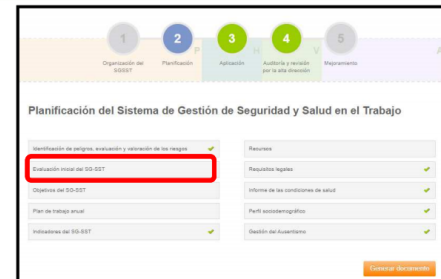 1 2 3 4 5
P H V A
Organización del SGSST
Planificación
Aplicación
Auditoría y revisión por la alta dirección
Mejoramiento
Planificación del Sistema de Gestión de Seguridad y Salud en el Trabajo
Identificación de peligros, evaluación y valoración de los riesgos
Recursos
Evaluación inicial del SG-SST
Requisitos legales
Objetivos del SG-SST
Informe de las condiciones de salud
Plan de trabajo anual
Perfil sociodemográfico
Indicadores del SG-SST
Gestión del Ausentismo
Generar documento